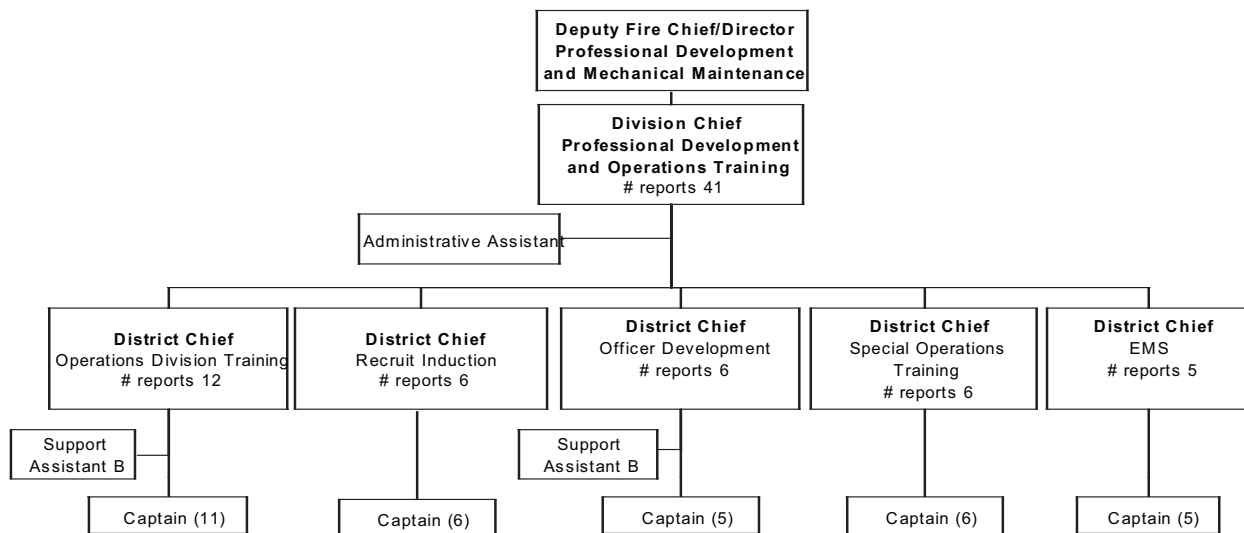 Deputy Fire Chief/Director
Professional Development
and Mechanical Maintenance
Division Chief
Professional Development
and Operations Training
# reports 41
Administrative Assistant
District Chief
Operations Division Training
# reports 12
District Chief
Recruit Induction
# reports 6
District Chief
Officer Development
# reports 6
District Chief
Special Operations
Training
# reports 6
District Chief
EMS
# reports 5
Support
Assistant B
Support
Assistant B
Captain (11)
Captain (6)
Captain (5)
Captain (6)
Captain (5)